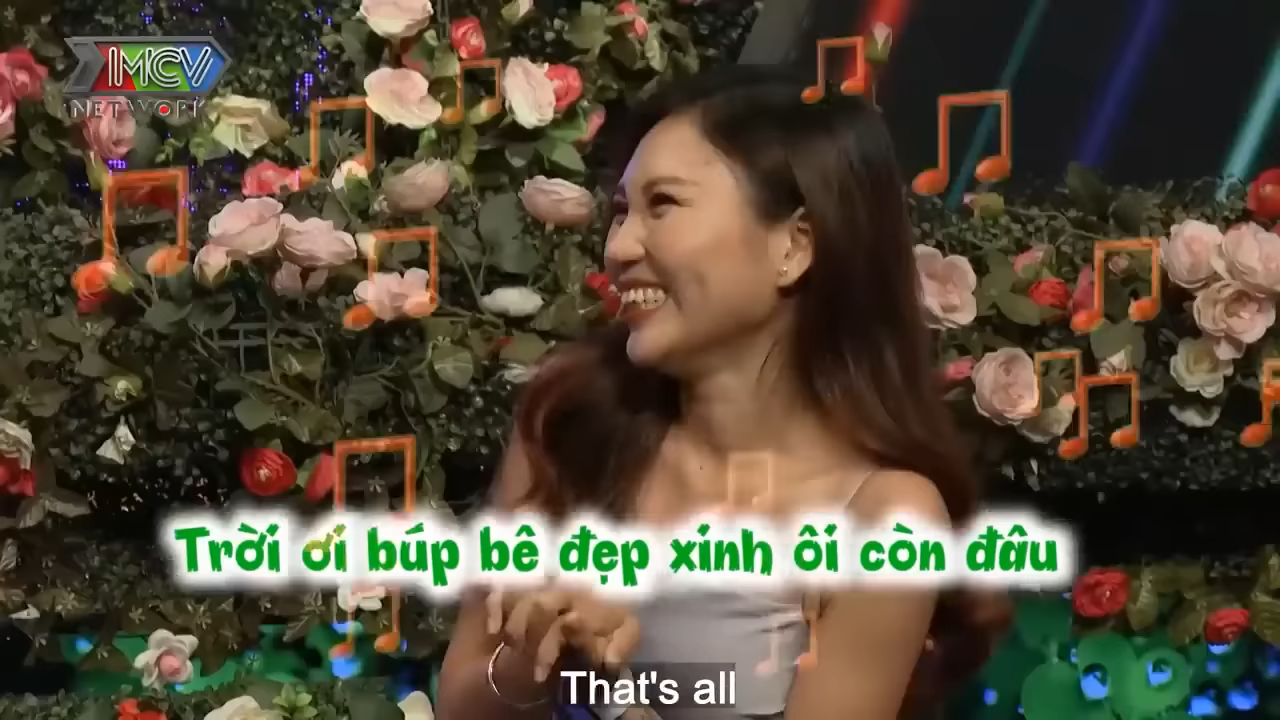 MCV
NETWORK
Trời ơi búp bê đẹp xinh ôi còn đâu
That's all